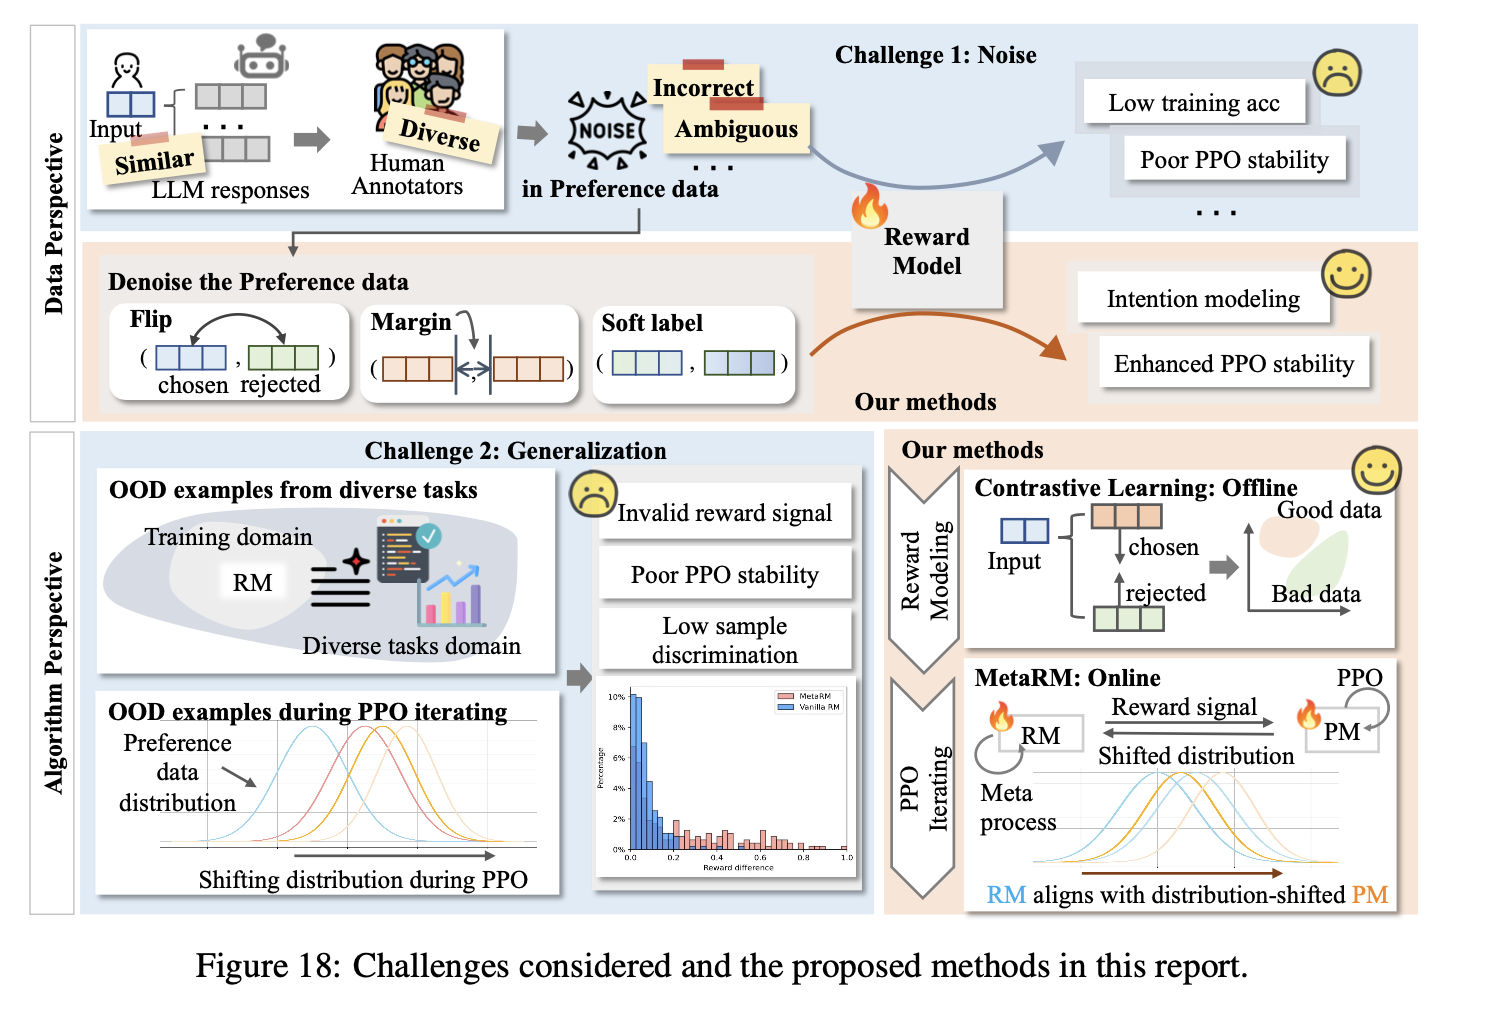 Data Perspective
Input
Similar
LLM responses
Diverse
Human
Annotators
NOISE
in Preference data
Incorrect
Ambiguous
...
Challenge 1: Noise
Low training acc
Poor PPO stability
...
Reward
Model
Denoise the Preference data
Flip
( , )
chosen rejected
Margin
( , )
Soft label
( , )
Our methods
Intention modeling
Enhanced PPO stability
Algorithm Perspective
Challenge 2: Generalization
OOD examples from diverse tasks
Training domain
RM
Diverse tasks domain
OOD examples during PPO iterating
Preference
data
distribution
Shifting distribution during PPO
Invalid reward signal
Poor PPO stability
Low sample
discrimination
MetaRM
Vanilla RM
Percentage
10%
8%
6%
4%
2%
0%
0.0 0.2 0.4 0.6 0.8 1.0
Reward difference
Our methods
Reward
Modeling
Contrastive Learning: Offline
Input
chosen
rejected
Good data
Bad data
PPO
Iterating
MetaRM: Online
PPO
RM
Reward signal
Shifted distribution
PM
Meta
process
RM aligns with distribution-shifted PM
Figure 18: Challenges considered and the proposed methods in this report.